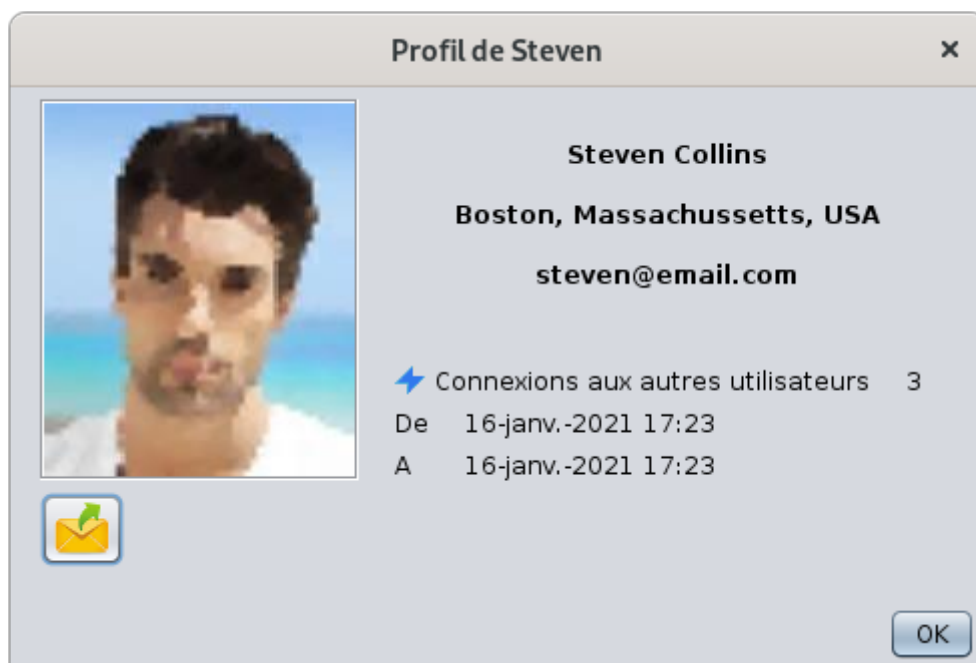 Profil de Steven
Steven Collins
Boston, Massachussetts, USA
steven@email.com
Connexions aux autres utilisateurs 3
De 16-janv.-2021 17:23
A 16-janv.-2021 17:23
OK